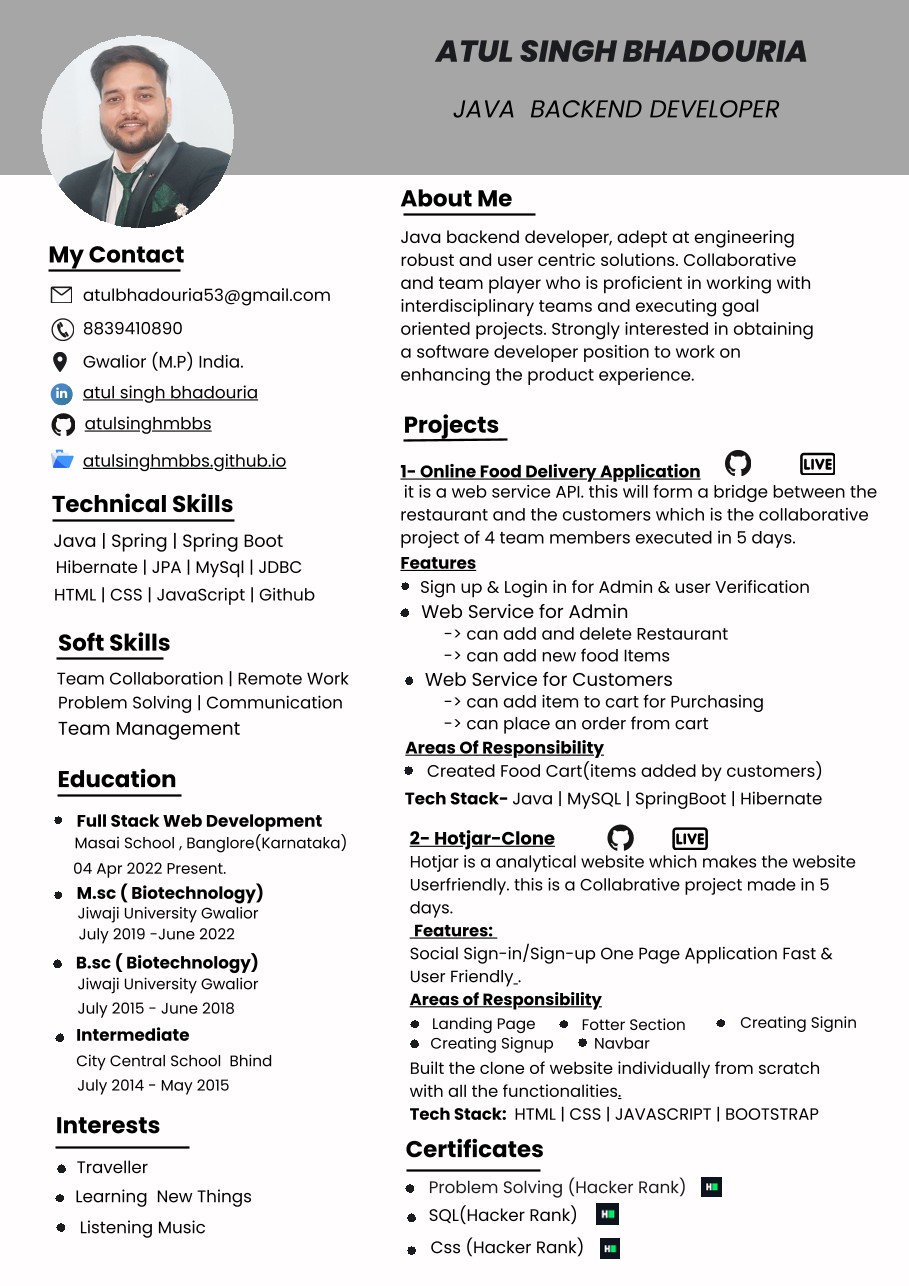 ATUL SINGH BHADOURIA
JAVA BACKEND DEVELOPER
My Contact
atulbhadouria53@gmail.com
8839410890
Gwalior (M.P) India.
in atul singh bhadouria
atulsinghmbbs
atulsinghmbbs.github.io
Technical Skills
Java | Spring | Spring Boot
Hibernate | JPA | MySql | JDBC
HTML | CSS | JavaScript | Github
Soft Skills
Team Collaboration | Remote Work
Problem Solving | Communication
Team Management
Education
Full Stack Web Development
Masai School , Banglore(Karnataka)
04 Apr 2022 Present.
M.sc ( Biotechnology)
Jiwaji University Gwalior
July 2019 -June 2022
B.sc ( Biotechnology)
Jiwaji University Gwalior
July 2015 - June 2018
Intermediate
City Central School Bhind
July 2014 - May 2015
Interests
Traveller
Learning New Things
Listening Music
About Me
Java backend developer, adept at engineering
robust and user centric solutions. Collaborative
and team player who is proficient in working with
interdisciplinary teams and executing goal
oriented projects. Strongly interested in obtaining
a software developer position to work on
enhancing the product experience.
Projects
1- Online Food Delivery Application LIVE
it is a web service API. this will form a bridge between the
restaurant and the customers which is the collaborative
project of 4 team members executed in 5 days.
Features
Sign up & Login in for Admin & user Verification
Web Service for Admin
-> can add and delete Restaurant
-> can add new food Items
Web Service for Customers
-> can add item to cart for Purchasing
-> can place an order from cart
Areas Of Responsibility
Created Food Cart(items added by customers)
Tech Stack- Java | MySQL | SpringBoot | Hibernate
2- Hotjar-Clone LIVE
Hotjar is a analytical website which makes the website
Userfriendly. this is a Collabrative project made in 5
days.
Features:
Social Sign-in/Sign-up One Page Application Fast &
User Friendly .
Areas of Responsibility
Landing Page Fotter Section Creating Signin
Creating Signup Navbar
Built the clone of website individually from scratch
with all the functionalities.
Tech Stack: HTML | CSS | JAVASCRIPT | BOOTSTRAP
Certificates
Problem Solving (Hacker Rank) H
SQL(Hacker Rank) H
Css (Hacker Rank) H